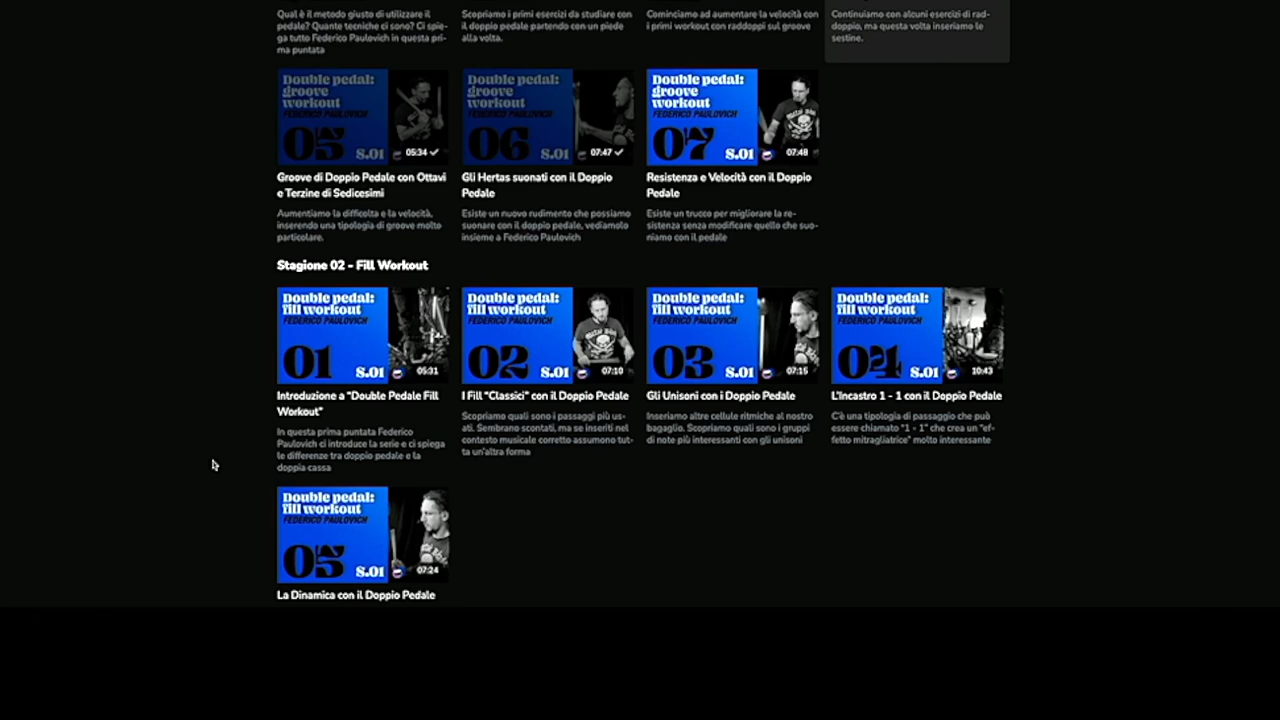 Qual è il metodo giusto di utilizzare il
pedale? Quante tecniche ci sono? Ci spie-
ga tutto Federico Paulovich in questa pri-
ma puntata
Scopriamo i primi esercizi da studiare con
il doppio pedale partendo con un piede
alla volta.
Cominciamo ad aumentare la velocità con
i primi workout con raddoppi sul groove
Continuiamo con alcuni esercizi di rad-
doppio, ma questa volta inseriamo le
sestine.
Double pedal:
groove
workout
FEDERICO PAULOVICH
05
S.01
05:34
Groove di Doppio Pedale con Ottavi
e Terzine di Sedicesimi
Aumentiamo la difficolta e la velocità,
inserendo una tipologia di groove molto
particolare.
Double pedal:
groove
workout
FEDERICO PAULOVICH
06
S.01
07:47
Gli Hertas suonati con il Doppio
Pedale
Esiste un nuovo rudimento che possiamo
suonare con il doppio pedale, vediamolo
insieme a Federico Paulovich
Double pedal:
groove
workout
FEDERICO PAULOVICH
07
S.01
07:48
Resistenza e Velocità con il Doppio
Pedale
Esiste un trucco per migliorare la re-
sistenza senza modificare quello che suo-
niamo con il pedale
Stagione 02 - Fill Workout
Double pedal:
fill workout
FEDERICO PAULOVICH
01
S.01
05:31
Introduzione a "Double Pedale Fill
Workout"
In questa prima puntata Federico
Paulovich ci introduce la serie e ci spiega
le differenze tra doppio pedale e la
doppia cassa
Double pedal:
fill workout
FEDERICO PAULOVICH
02
S.01
07:10
I Fill "Classici" con il Doppio Pedale
Scopriamo quali sono i passaggi più us-
ati. Sembrano scontati, ma se inseriti nel
contesto musicale corretto assumono tut-
ta un'altra forma
Double pedal:
fill workout
FEDERICO PAULOVICH
03
S.01
07:15
Gli Unisoni con i Doppio Pedale
Inseriamo altre cellule ritmiche al nostro
bagaglio. Scopriamo quali sono i gruppi
di note più interessanti con gli unisoni
Double pedal:
fill workout
FEDERICO PAULOVICH
04
S.01
10:43
L'Incastro 1 - 1 con il Doppio Pedale
C'è una tipologia di passaggio che può
essere chiamato "1 - 1" che crea un "ef-
fetto mitragliatrice" molto interessante
Double pedal:
fill workout
FEDERICO PAULOVICH
05
S.01
07:24
La Dinamica con il Doppio Pedale